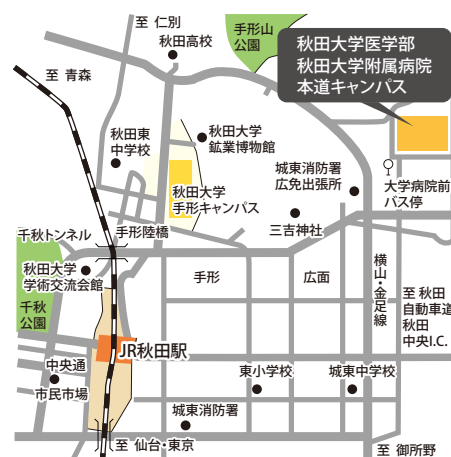 至 仁別
秋田高校
手形山
公園
秋田大学医学部
秋田大学附属病院
本道キャンパス
至 青森
秋田東
中学校
秋田大学
鉱業博物館
城東消防署
広免出張所
大学病院前
バス停
秋田大学
手形キャンパス
三吉神社
千秋トンネル
手形陸橋
秋田大学
学術交流会館
手形
広面
横山・金足線
千秋
公園
至 秋田
自動車道
秋田
中央I.C.
JR秋田駅
中央通
市民市場
東小学校
城東中学校
城東消防署
至 仙台・東京
至 御所野